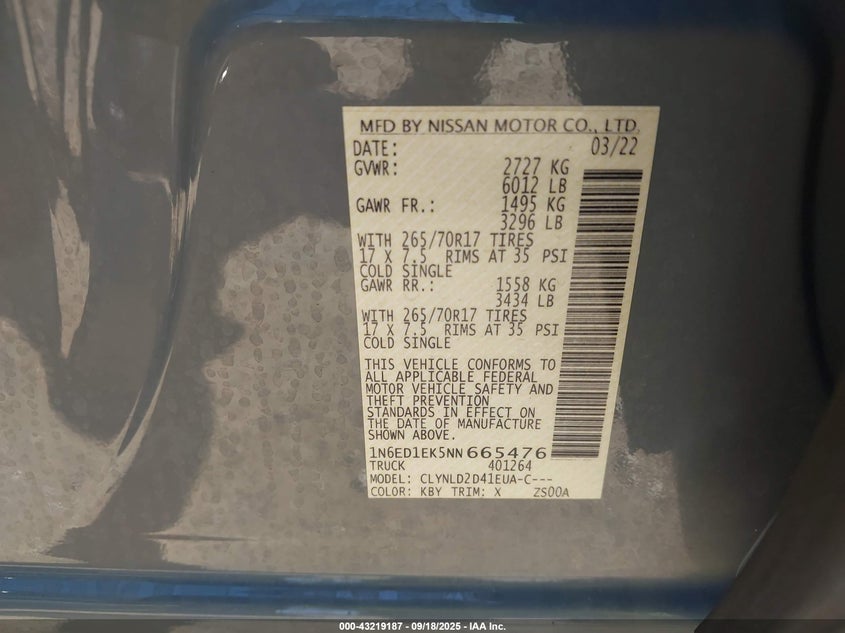 MFD BY NISSAN MOTOR CO., LTD.
DATE: 03/22
GVWR: 2727 KG
6012 LB
GAWR FR.: 1495 KG
3296 LB
WITH 265/70R17 TIRES
17 X 7.5 RIMS AT 35 PSI
COLD SINGLE
GAWR RR.: 1558 KG
3434 LB
WITH 265/70R17 TIRES
17 X 7.5 RIMS AT 35 PSI
COLD SINGLE
THIS VEHICLE CONFORMS TO
ALL APPLICABLE FEDERAL
MOTOR VEHICLE SAFETY AND
THEFT PREVENTION
STANDARDS IN EFFECT ON
THE DATE OF MANUFACTURE
SHOWN ABOVE.
1N6ED1EK5NN665476
TRUCK 401264
MODEL: CLYNLD2D41EUA-C---
COLOR: KBY TRIM: X ZS00A
000-43219187 - 09/18/2025 - IAA Inc.